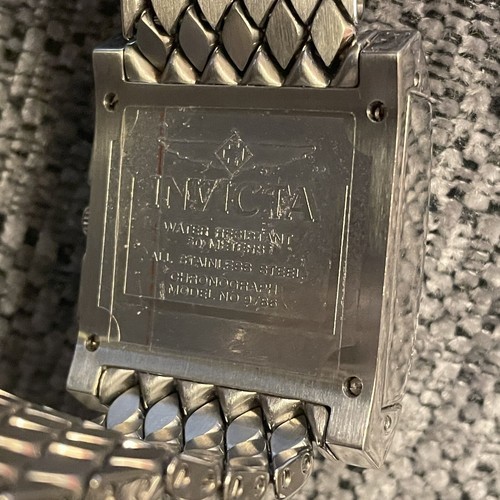 INVICTA
WATER RESISTANT
50 METERS
ALL STAINLESS STEEL
CHRONOGRAPH
MODEL NO.